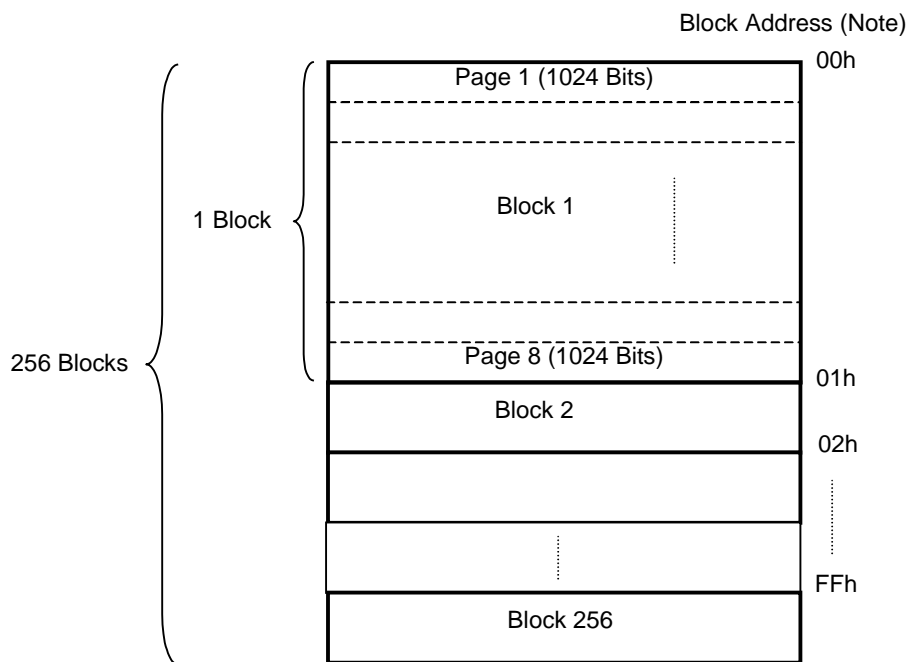 Block Address (Note)
00h
Page 1 (1024 Bits)
Block 1
1 Block
256 Blocks
Page 8 (1024 Bits)
01h
Block 2
02h
FFh
Block 256